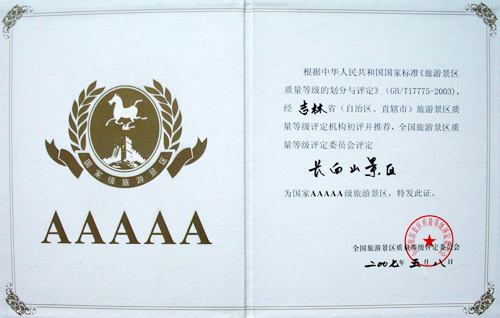 国家级旅游景区
AAAAA
根据中华人民共和国国家标准《旅游景区
质量等级的划分与评定》(GB/T17775-2003),
经吉林省(自治区、直辖市)旅游景区质
量等级评定机构初评并推荐,全国旅游景区质
量等级评定委员会评定
长白山景区
为国家AAAAA级旅游景区,特发此证。
全国旅游景区质量等级评定委员会
二00七年五月八日